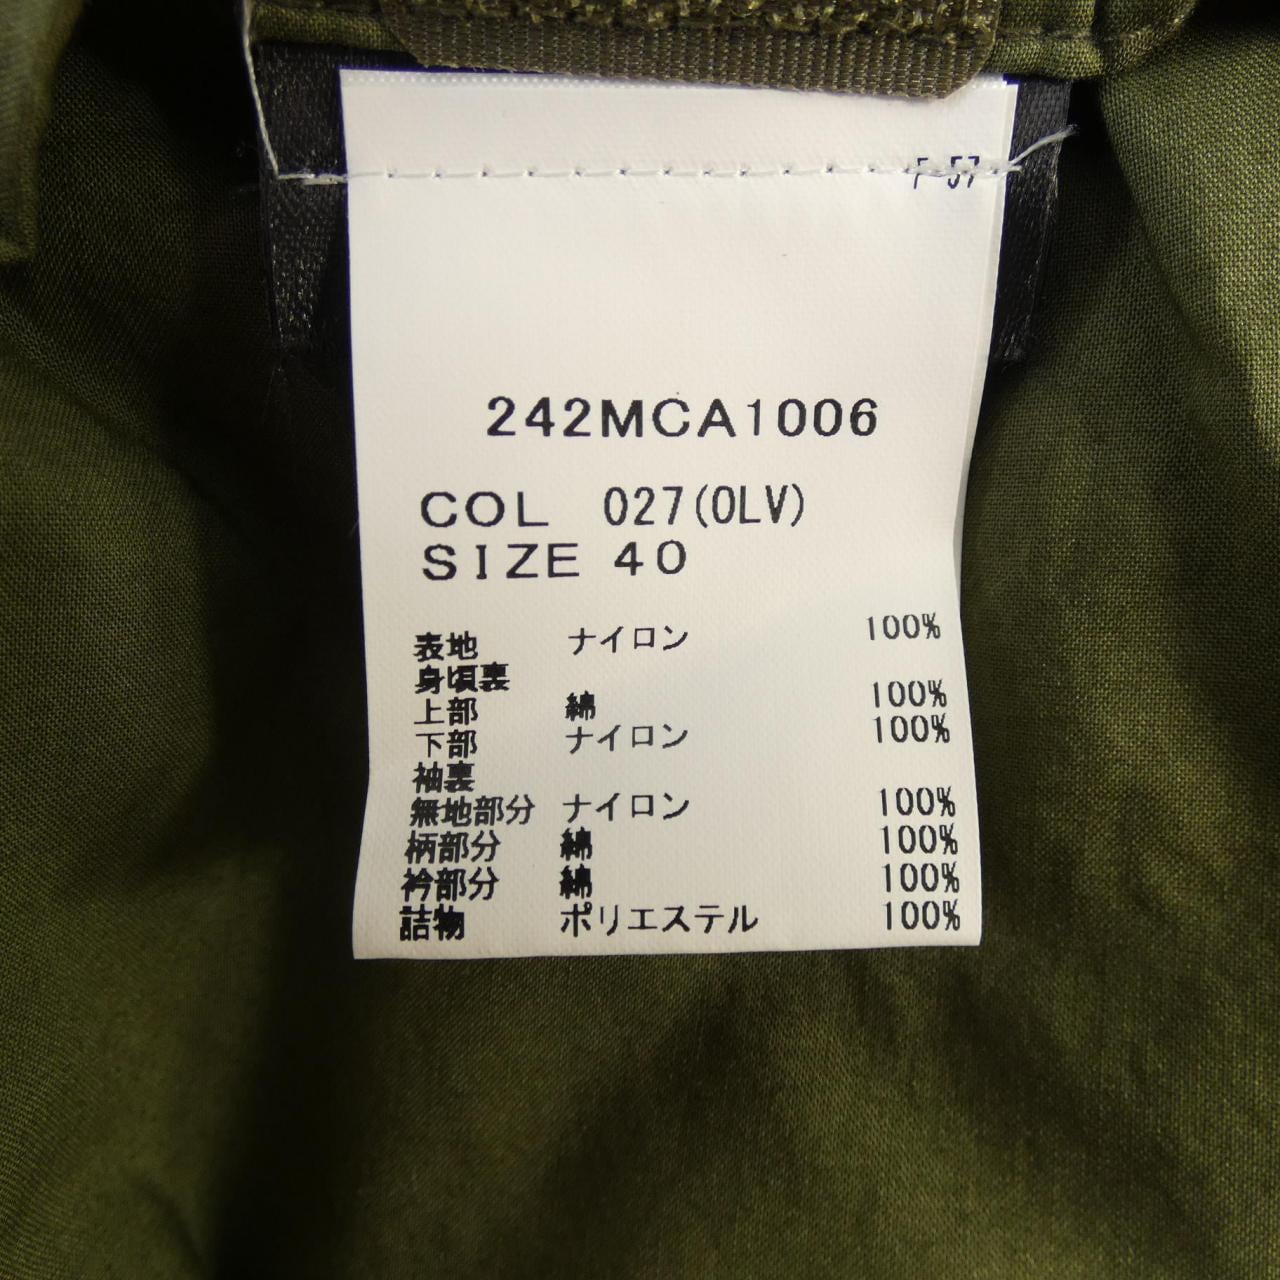 F-57
242MCA1006
COL 027(OLV)
SIZE 40
表地 ナイロン 100%
身頃裏
上部 綿 100%
下部 ナイロン 100%
袖裏
無地部分 ナイロン 100%
柄部分 綿 100%
衿部分 綿 100%
詰物 ポリエステル 100%